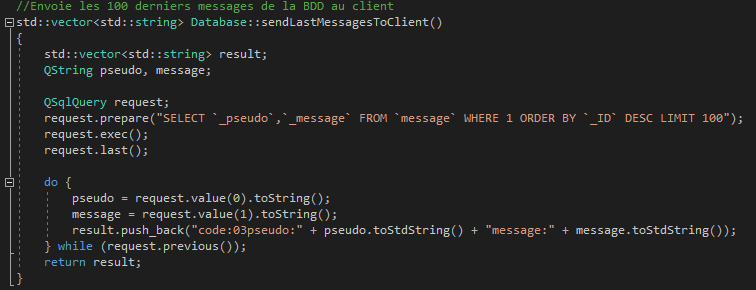 //Envoie les 100 derniers messages de la BDD au client
std::vector<std::string> Database::sendLastMessagesToClient()
{
    std::vector<std::string> result;
    QString pseudo, message;

    QSqlQuery request;
    request.prepare("SELECT `_pseudo`,`_message` FROM `message` WHERE 1 ORDER BY `_ID` DESC LIMIT 100");
    request.exec();
    request.last();

    do {
        pseudo = request.value(0).toString();
        message = request.value(1).toString();
        result.push_back("code:03pseudo:" + pseudo.toStdString() + "message:" + message.toStdString());
    } while (request.previous());
    return result;
}